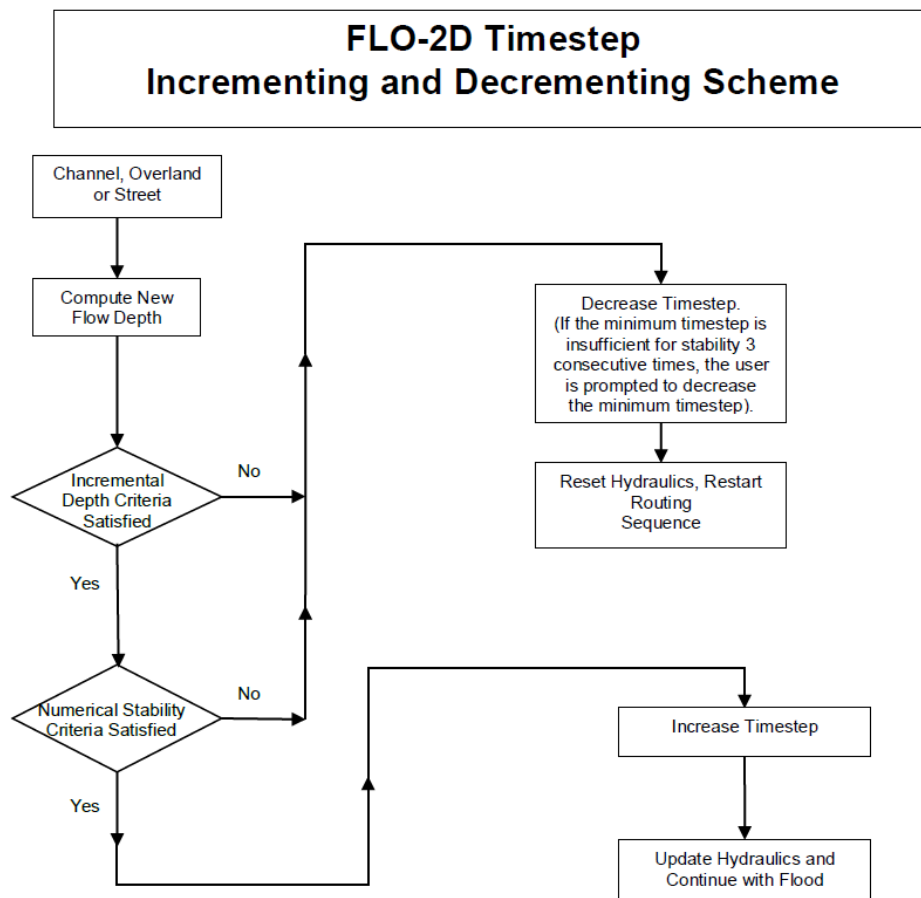 FLO-2D Timestep
Incrementing and Decrementing Scheme
Channel, Overland
or Street
Compute New
Flow Depth
Incremental
Depth Criteria
Satisfied
No
Yes
Numerical Stability
Criteria Satisfied
No
Yes
Decrease Timestep.
(If the minimum timestep is
insufficient for stability 3
consecutive times, the user
is prompted to decrease
the minimum timestep).
Reset Hydraulics, Restart
Routing
Sequence
Increase Timestep
Update Hydraulics and
Continue with Flood